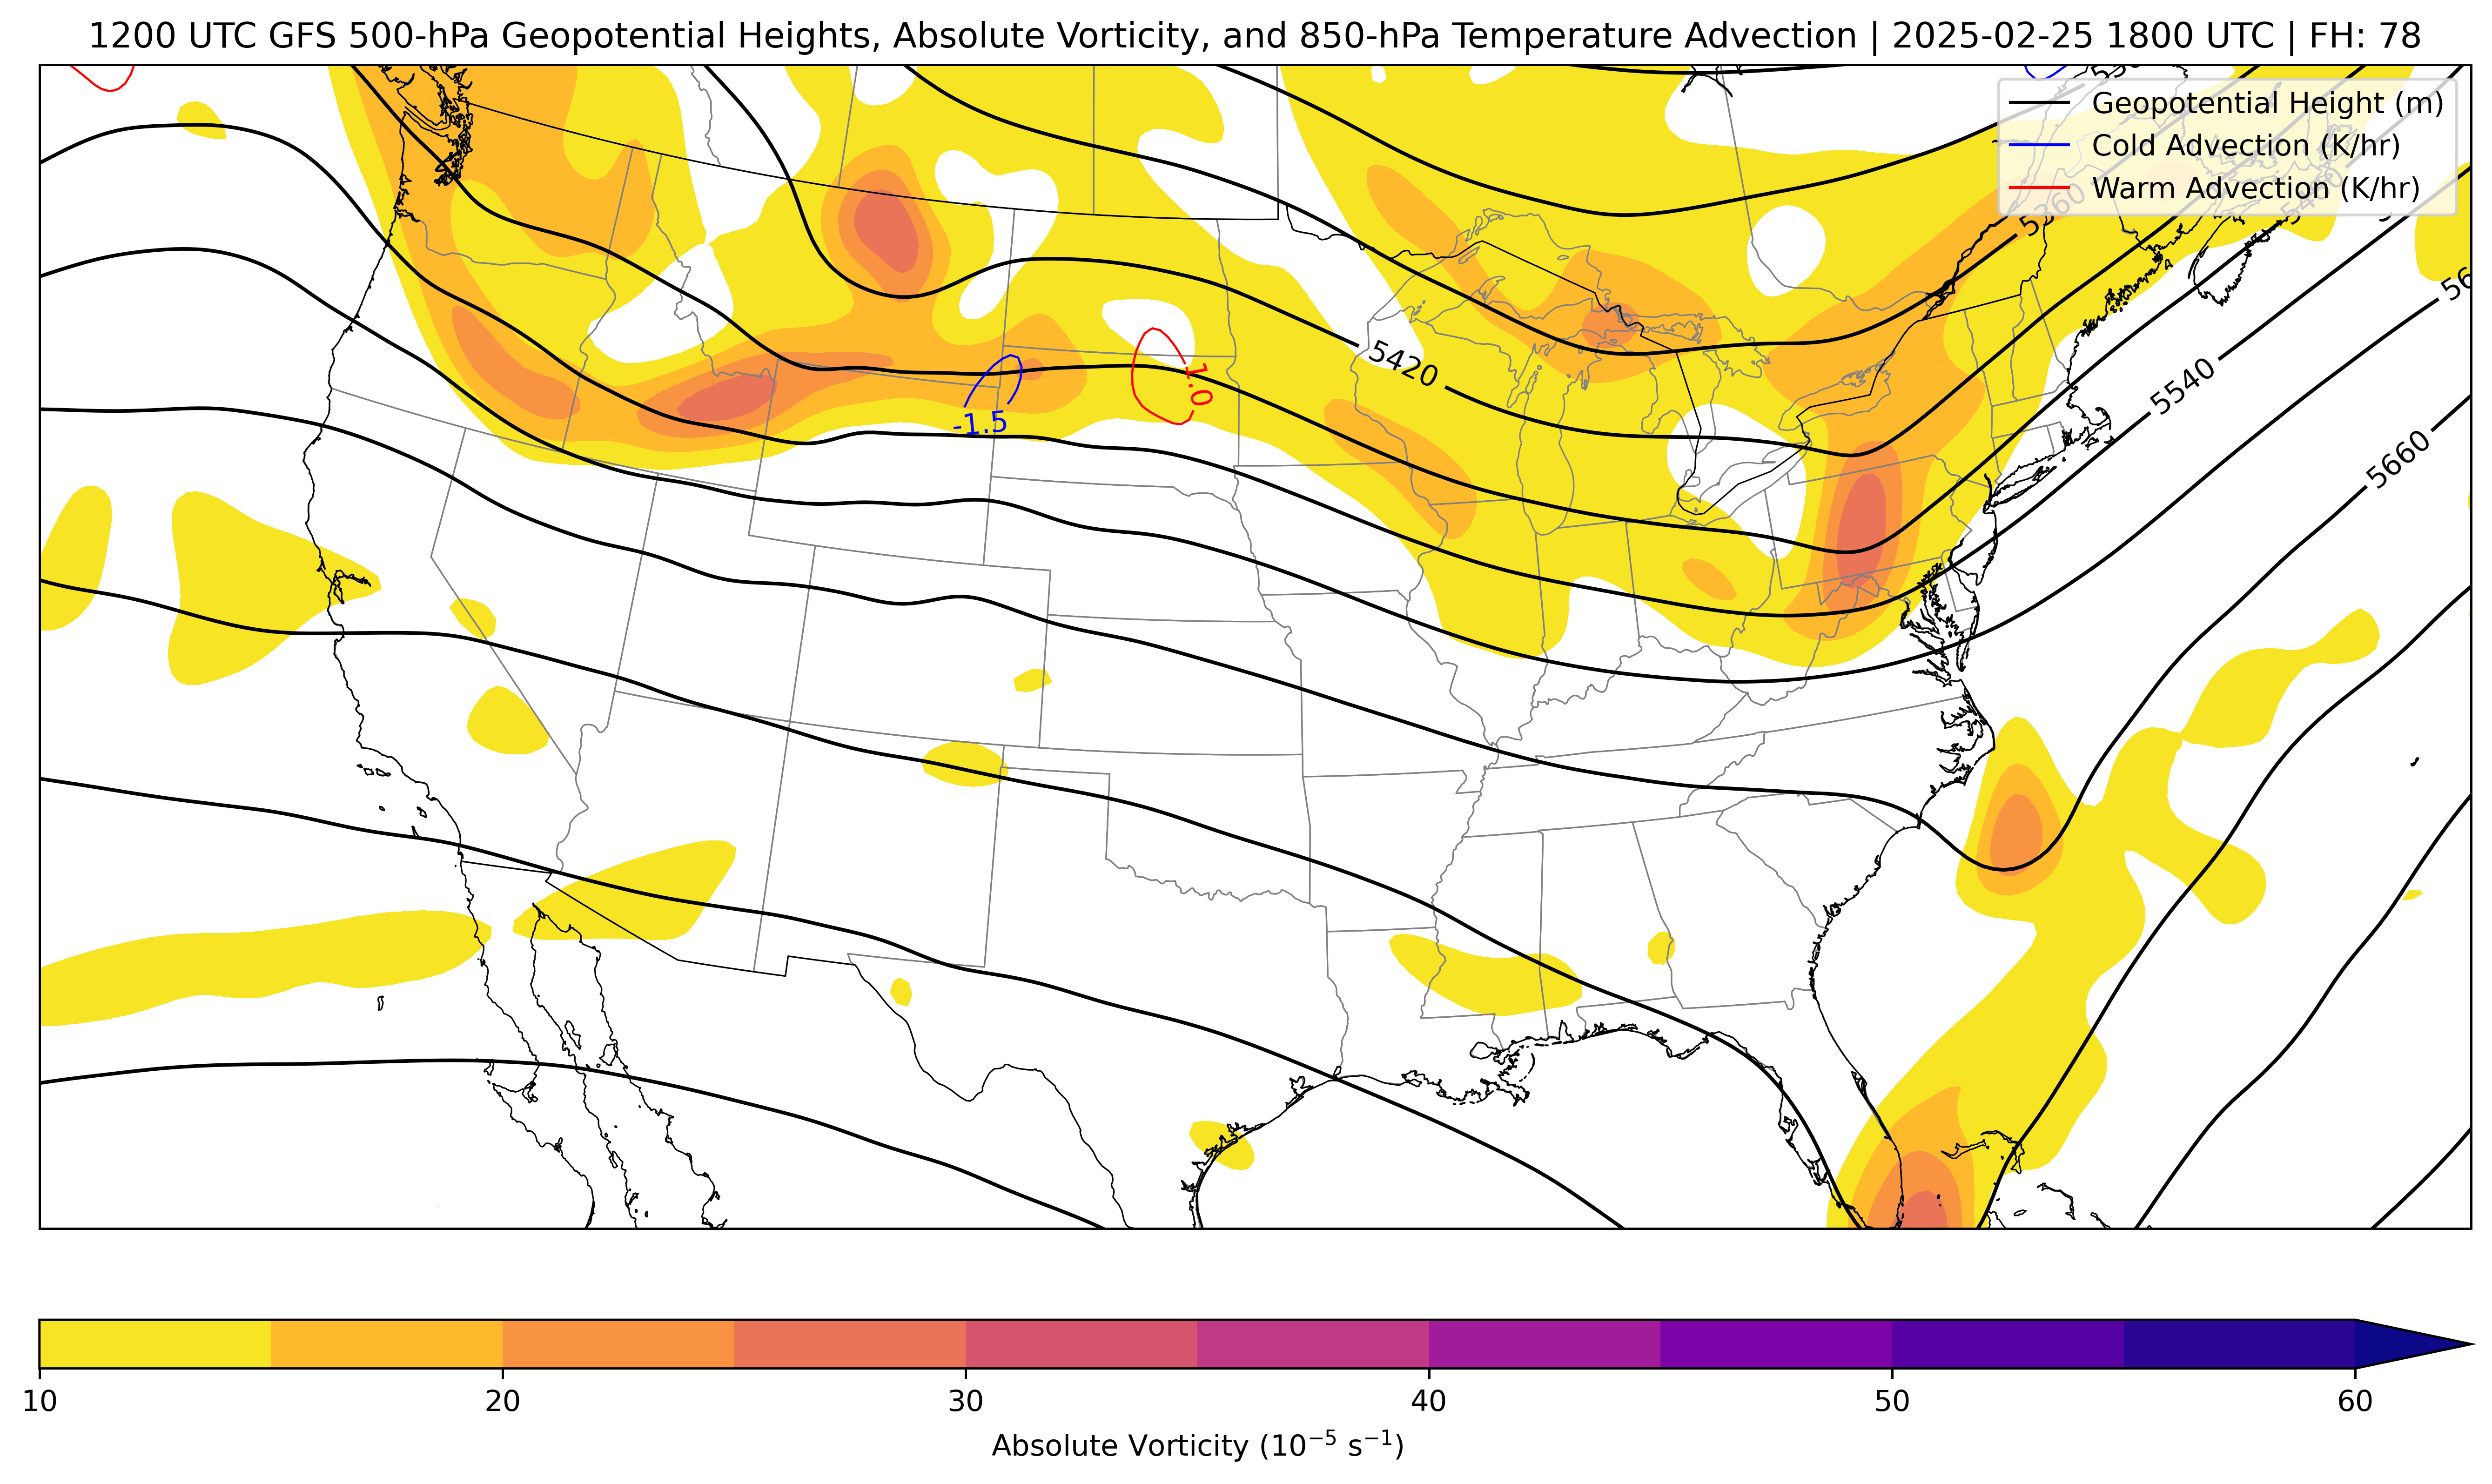 1200 UTC GFS 500-hPa Geopotential Heights, Absolute Vorticity, and 850-hPa Temperature Advection | 2025-02-25 1800 UTC | FH: 78
Geopotential Height (m)
Cold Advection (K/hr)
Warm Advection (K/hr)
5420
1.0
-1.5
5540
5660
10 20 30 40 50 60
Absolute Vorticity (10⁻⁵ s⁻¹)